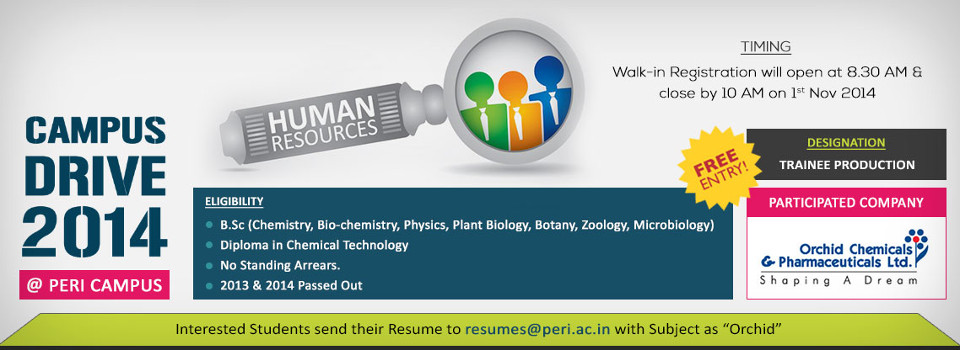 CAMPUS
DRIVE
2014
@ PERI CAMPUS
HUMAN
RESOURCES
TIMING
Walk-in Registration will open at 8.30 AM &
close by 10 AM on 1st Nov 2014
ELIGIBILITY
B.Sc (Chemistry, Bio-chemistry, Physics, Plant Biology, Botany, Zoology, Microbiology)
Diploma in Chemical Technology
No Standing Arrears.
2013 & 2014 Passed Out
FREE
ENTRY!
DESIGNATION
TRAINEE PRODUCTION
PARTICIPATED COMPANY
Orchid Chemicals
& Pharmaceuticals Ltd.
Shaping A Dream
Interested Students send their Resume to resumes@peri.ac.in with Subject as “Orchid”